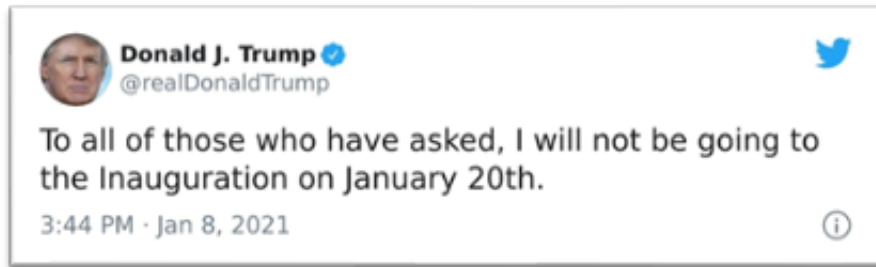 Donald J. Trump
@realDonaldTrump
To all of those who have asked, I will not be going to
the Inauguration on January 20th.
3:44 PM · Jan 8, 2021